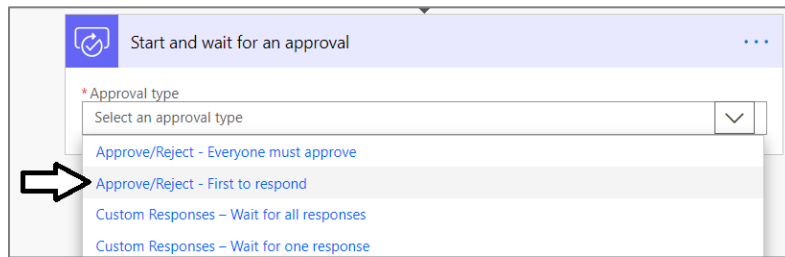 Start and wait for an approval
* Approval type
Select an approval type
Approve/Reject - Everyone must approve
Approve/Reject - First to respond
Custom Responses – Wait for all responses
Custom Responses – Wait for one response